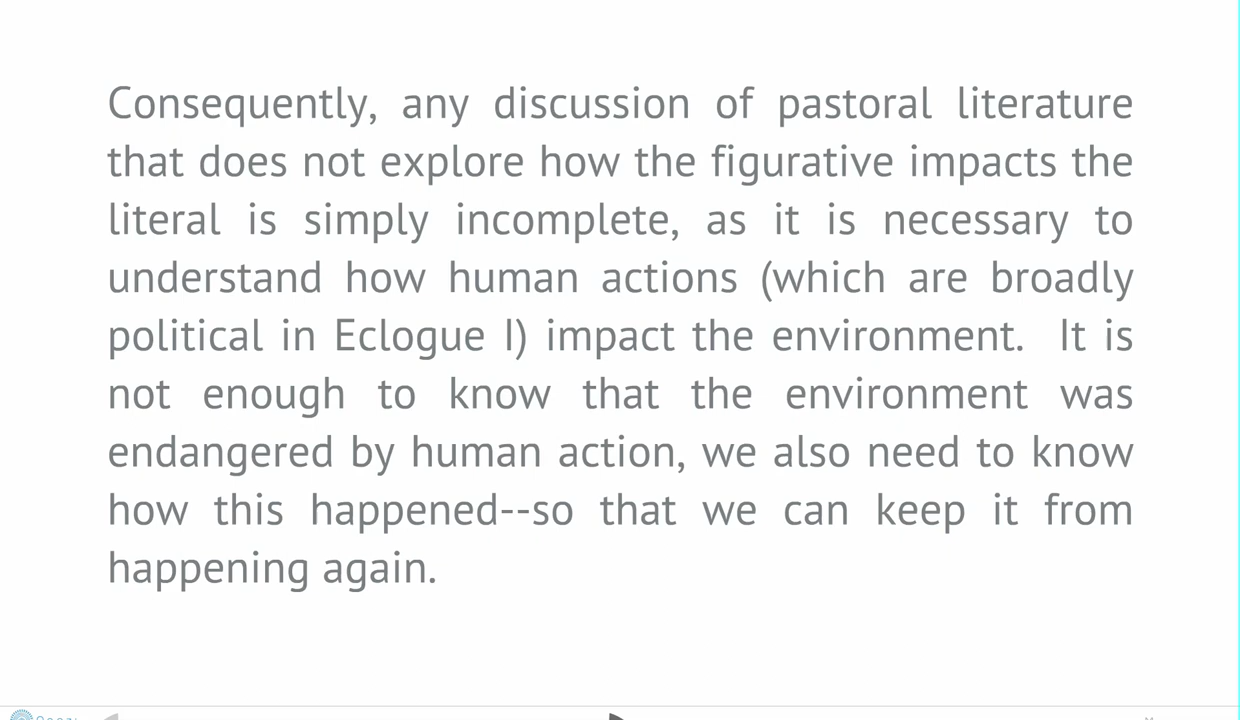 Consequently, any discussion of pastoral literature
that does not explore how the figurative impacts the
literal is simply incomplete, as it is necessary to
understand how human actions (which are broadly
political in Eclogue I) impact the environment.  It is
not enough to know that the environment was
endangered by human action, we also need to know
how this happened--so that we can keep it from
happening again.